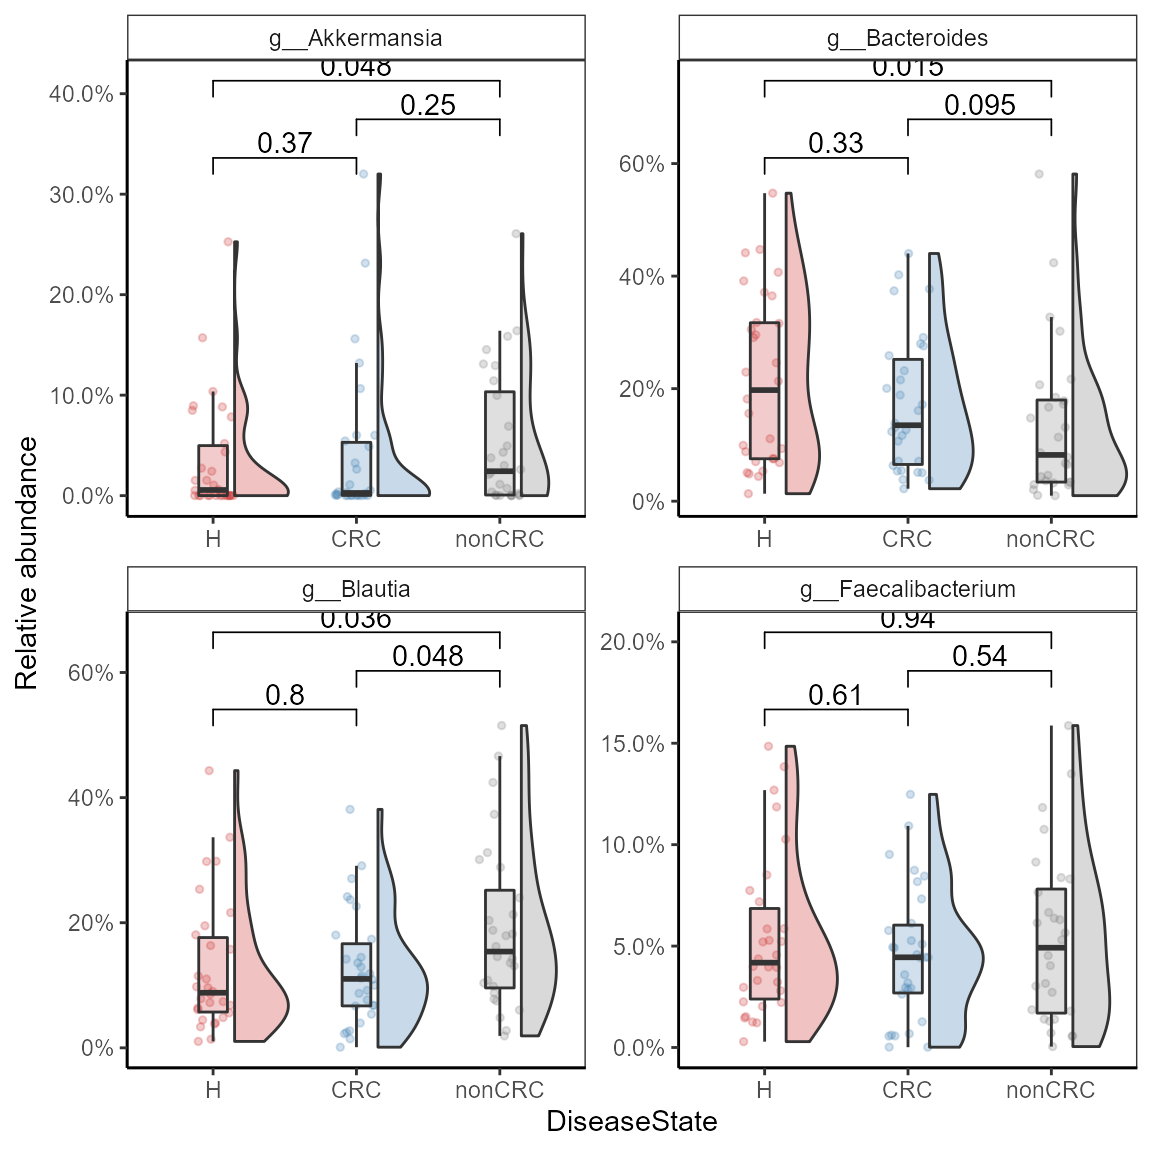 g__Akkermansia
g__Bacteroides
0.048
0.25
0.37
40.0%
30.0%
20.0%
10.0%
0.0%
H
CRC
nonCRC
0.015
0.095
0.33
60%
40%
20%
0%
H
CRC
nonCRC
Relative abundance
g__Blautia
g__Faecalibacterium
0.036
0.048
0.8
60%
40%
20%
0%
H
CRC
nonCRC
0.94
0.54
0.61
20.0%
15.0%
10.0%
5.0%
0.0%
H
CRC
nonCRC
DiseaseState